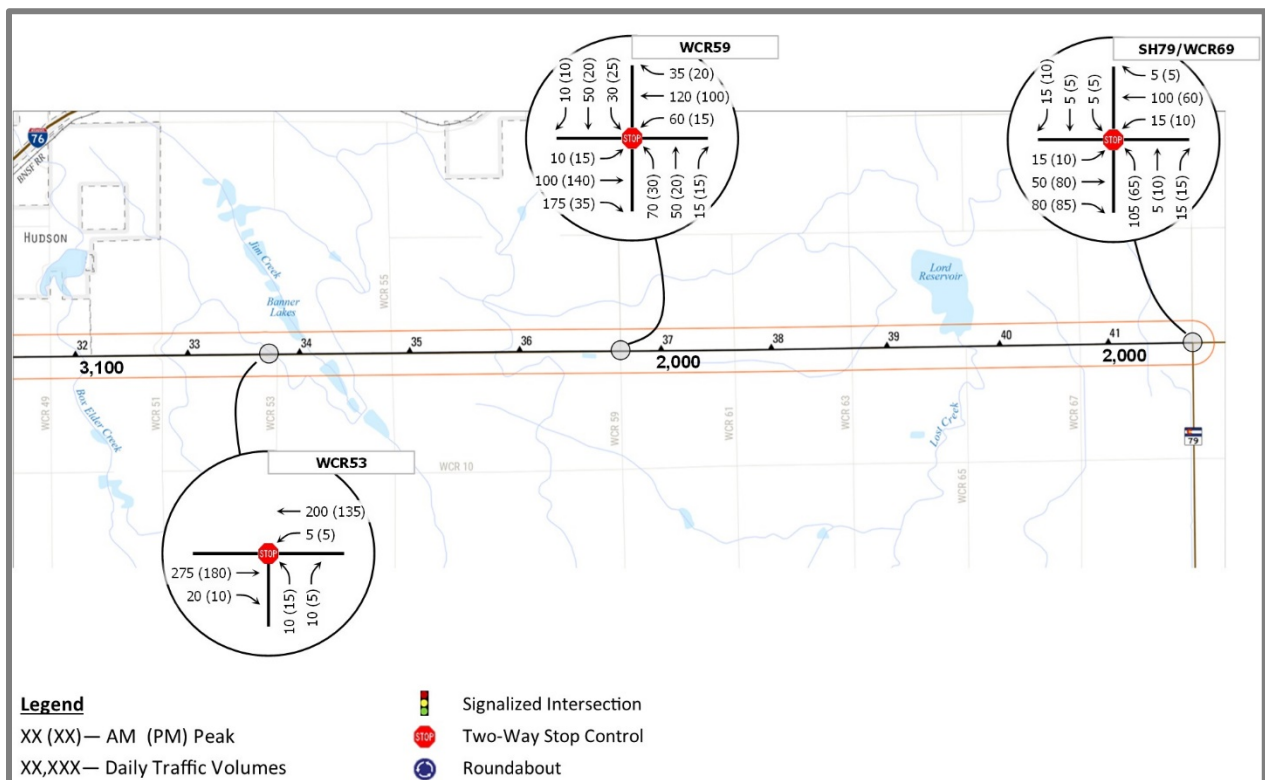 WCR59
10 (10)
50 (20)
30 (25)
35 (20)
120 (100)
60 (15)
STOP
10 (15)
100 (140)
175 (35)
70 (30)
50 (20)
15 (15)
SH79/WCR69
15 (10)
5 (5)
5 (5)
5 (5)
100 (60)
15 (10)
STOP
15 (10)
50 (80)
80 (85)
105 (65)
5 (10)
15 (15)
76
BNSF RR
HUDSON
Jim Creek
Banner
Lakes
WCR 55
Lord
Reservoir
32
33
34
35
36
37
38
39
40
41
3,100
2,000
2,000
WCR 49
Box Elder Creek
WCR 51
WCR 53
WCR 10
WCR 59
WCR 61
WCR 63
Lost Creek
WCR 65
WCR 67
79
WCR53
200 (135)
5 (5)
STOP
275 (180)
20 (10)
10 (15)
10 (5)
Legend
XX (XX)— AM (PM) Peak
XX,XXX— Daily Traffic Volumes
Signalized Intersection
STOP
Two-Way Stop Control
Roundabout